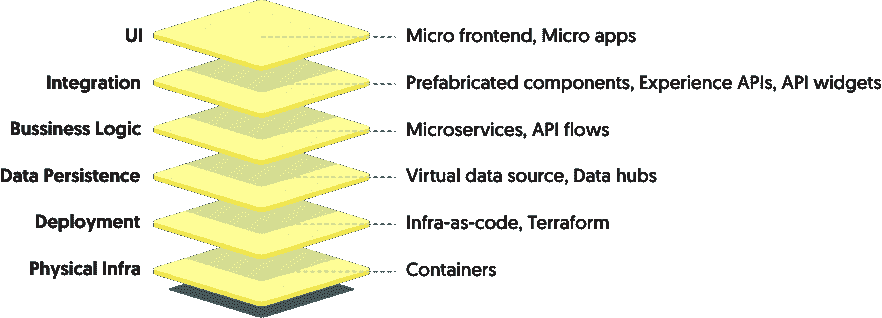 UI Micro frontend, Micro apps
Integration Prefabricated components, Experience APIs, API widgets
Bussiness Logic Microservices, API flows
Data Persistence Virtual data source, Data hubs
Deployment Infra-as-code, Terraform
Physical Infra Containers